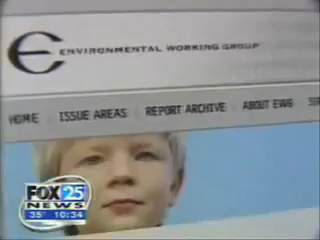 ENVIRONMENTAL WORKING GROUP
HOME ISSUE AREAS REPORT ARCHIVE ABOUT EWG
FOX 25
NEWS
35° 10:34